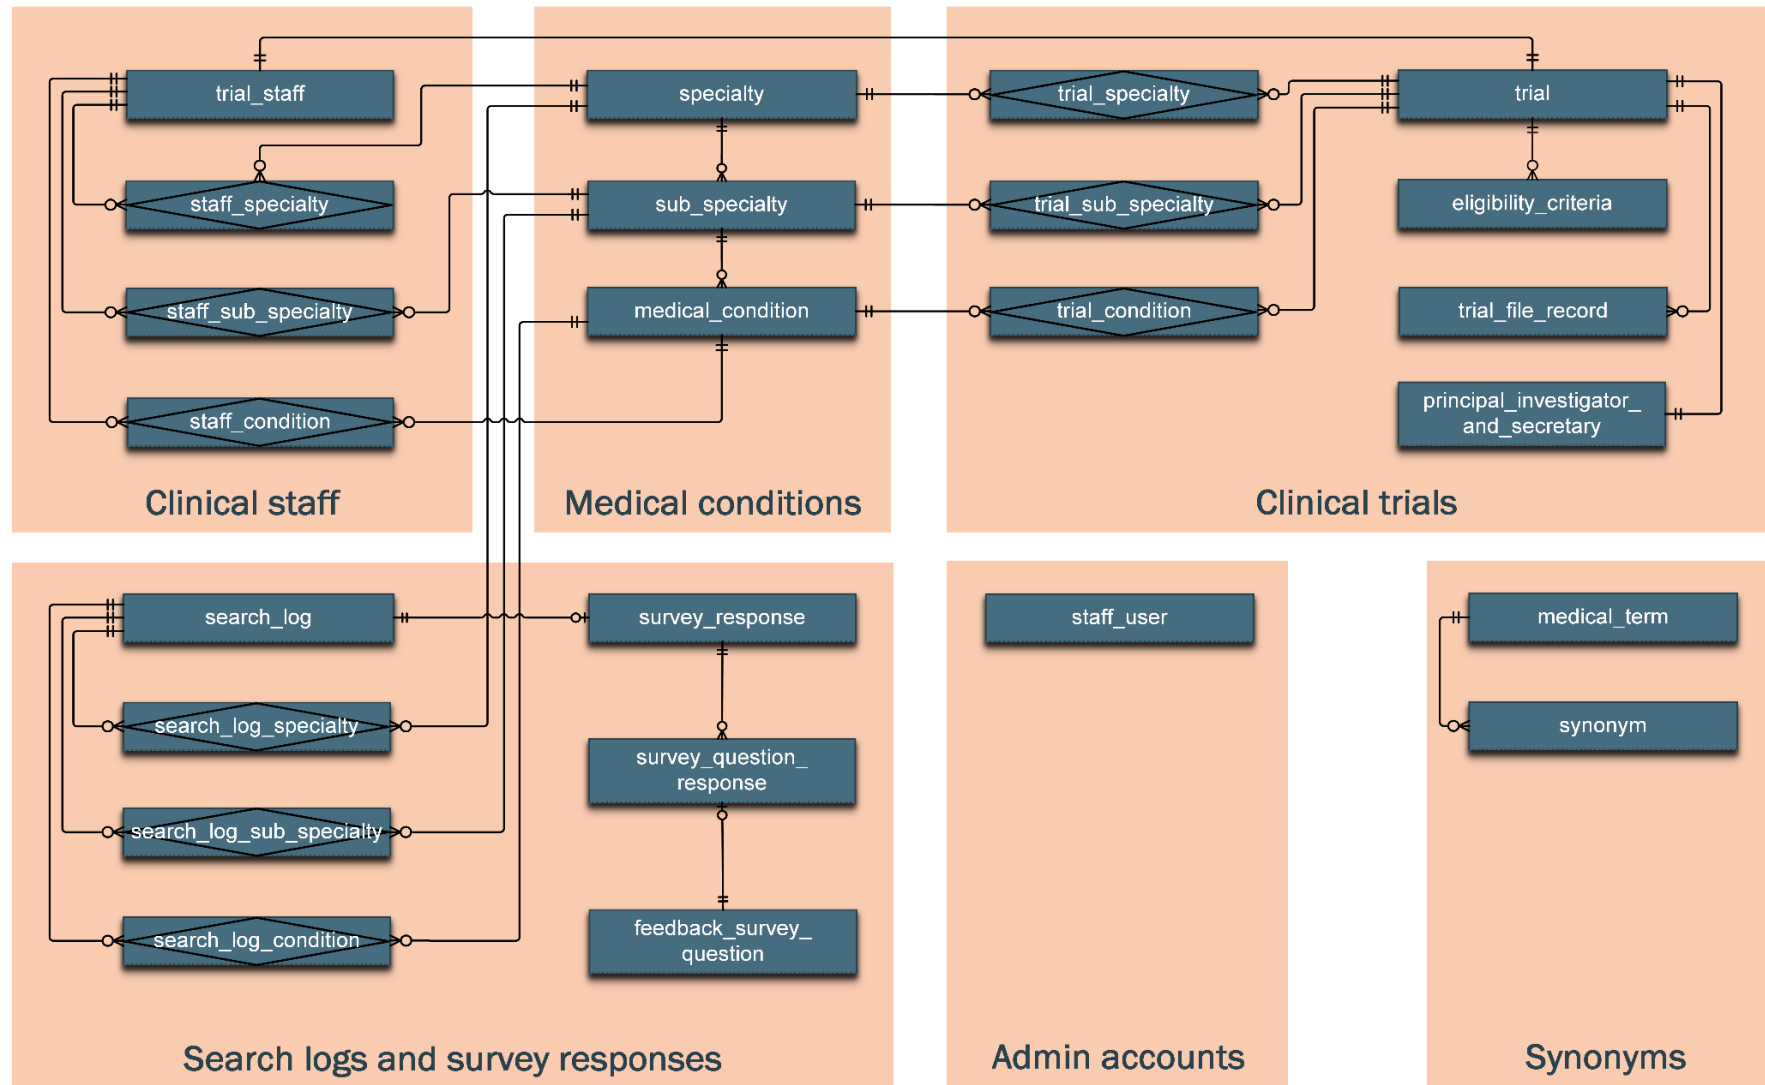 trial_staff
staff_specialty
staff_sub_specialty
staff_condition
Clinical staff
specialty
sub_specialty
medical_condition
Medical conditions
trial_specialty
trial_sub_specialty
trial_condition
trial
eligibility_criteria
trial_file_record
principal_investigator_
and_secretary
Clinical trials
search_log
search_log_specialty
search_log_sub_specialty
search_log_condition
survey_response
survey_question_
response
feedback_survey_
question
Search logs and survey responses
staff_user
Admin accounts
medical_term
synonym
Synonyms